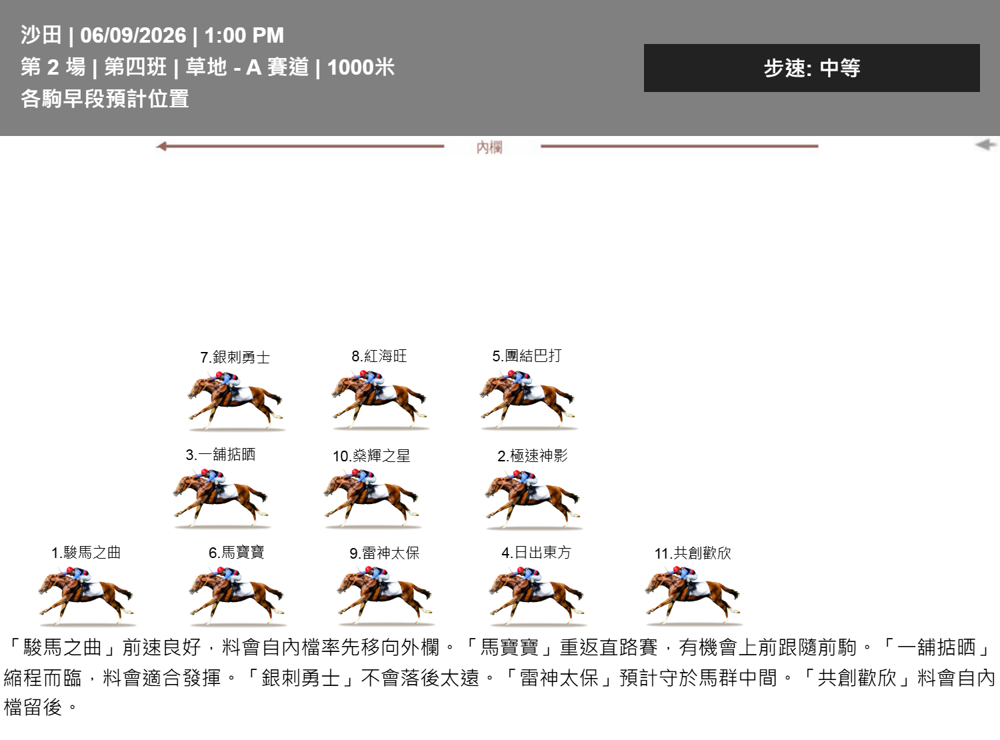 沙田 | 06/09/2026 | 1:00 PM
第 2 場 | 第四班 | 草地 - A 賽道 | 1000米
各駒早段預計位置
步速: 中等
內欄
7.銀刺勇士
8.紅海旺
5.團結巴打
3.一舖掂晒
10.燊輝之星
2.極速神影
1.駿馬之曲
6.馬寶寶
9.雷神太保
4.日出東方
11.共創歡欣
「駿馬之曲」前速良好，料會自內檔率先移向外欄。「馬寶寶」重返直路賽，有機會上前跟隨前駒。「一舖掂晒」
縮程而臨，料會適合發揮。「銀刺勇士」不會落後太遠。「雷神太保」預計守於馬群中間。「共創歡欣」料會自內
檔留後。